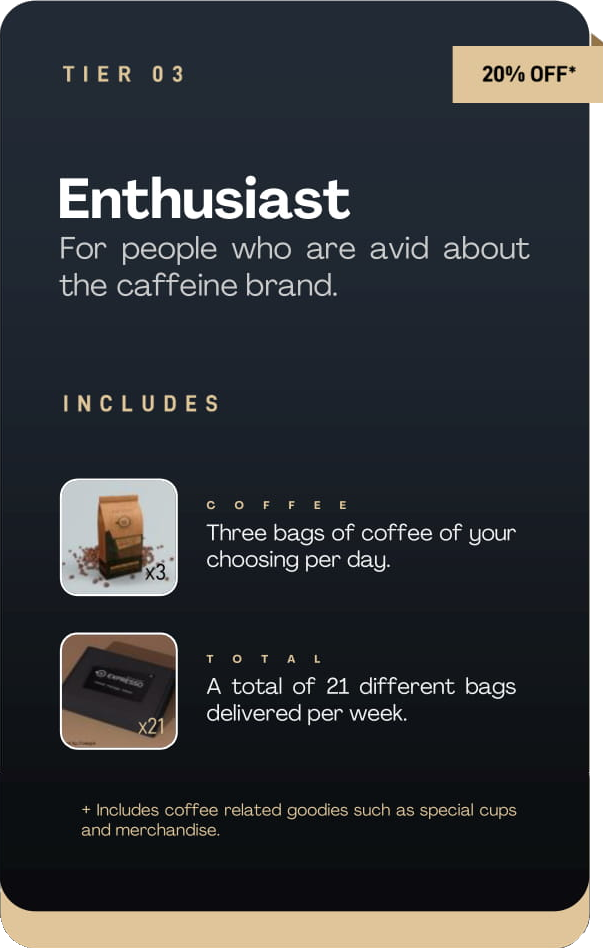 TIER 03
20% OFF*
Enthusiast
For people who are avid about
the caffeine brand.
INCLUDES
COFFEE
Three bags of coffee of your
choosing per day.
x3
TOTAL
A total of 21 different bags
delivered per week.
EXPRESSO
x21
+ Includes coffee related goodies such as special cups
and merchandise.